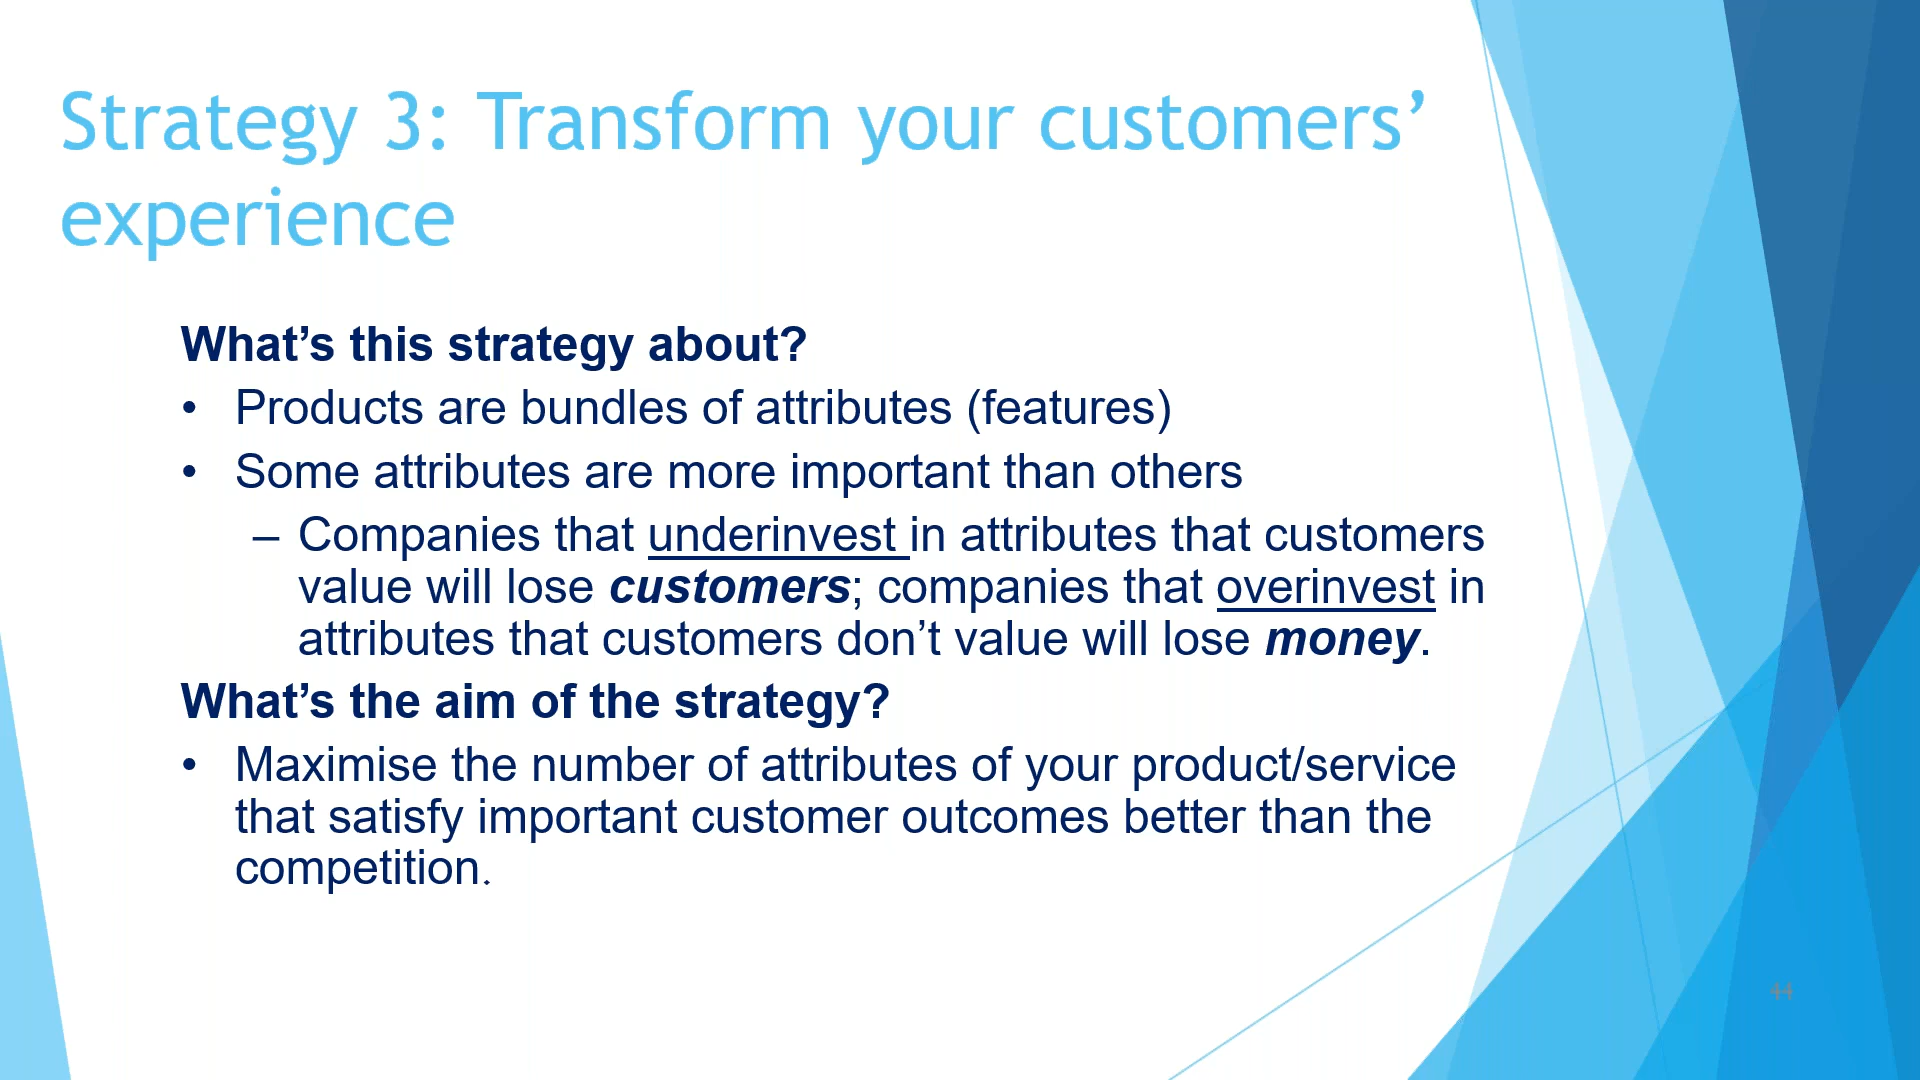 Strategy 3: Transform your customers’
experience
What’s this strategy about?
• Products are bundles of attributes (features)
• Some attributes are more important than others
– Companies that underinvest in attributes that customers
value will lose customers; companies that overinvest in
attributes that customers don’t value will lose money.
What’s the aim of the strategy?
• Maximise the number of attributes of your product/service
that satisfy important customer outcomes better than the
competition.
44